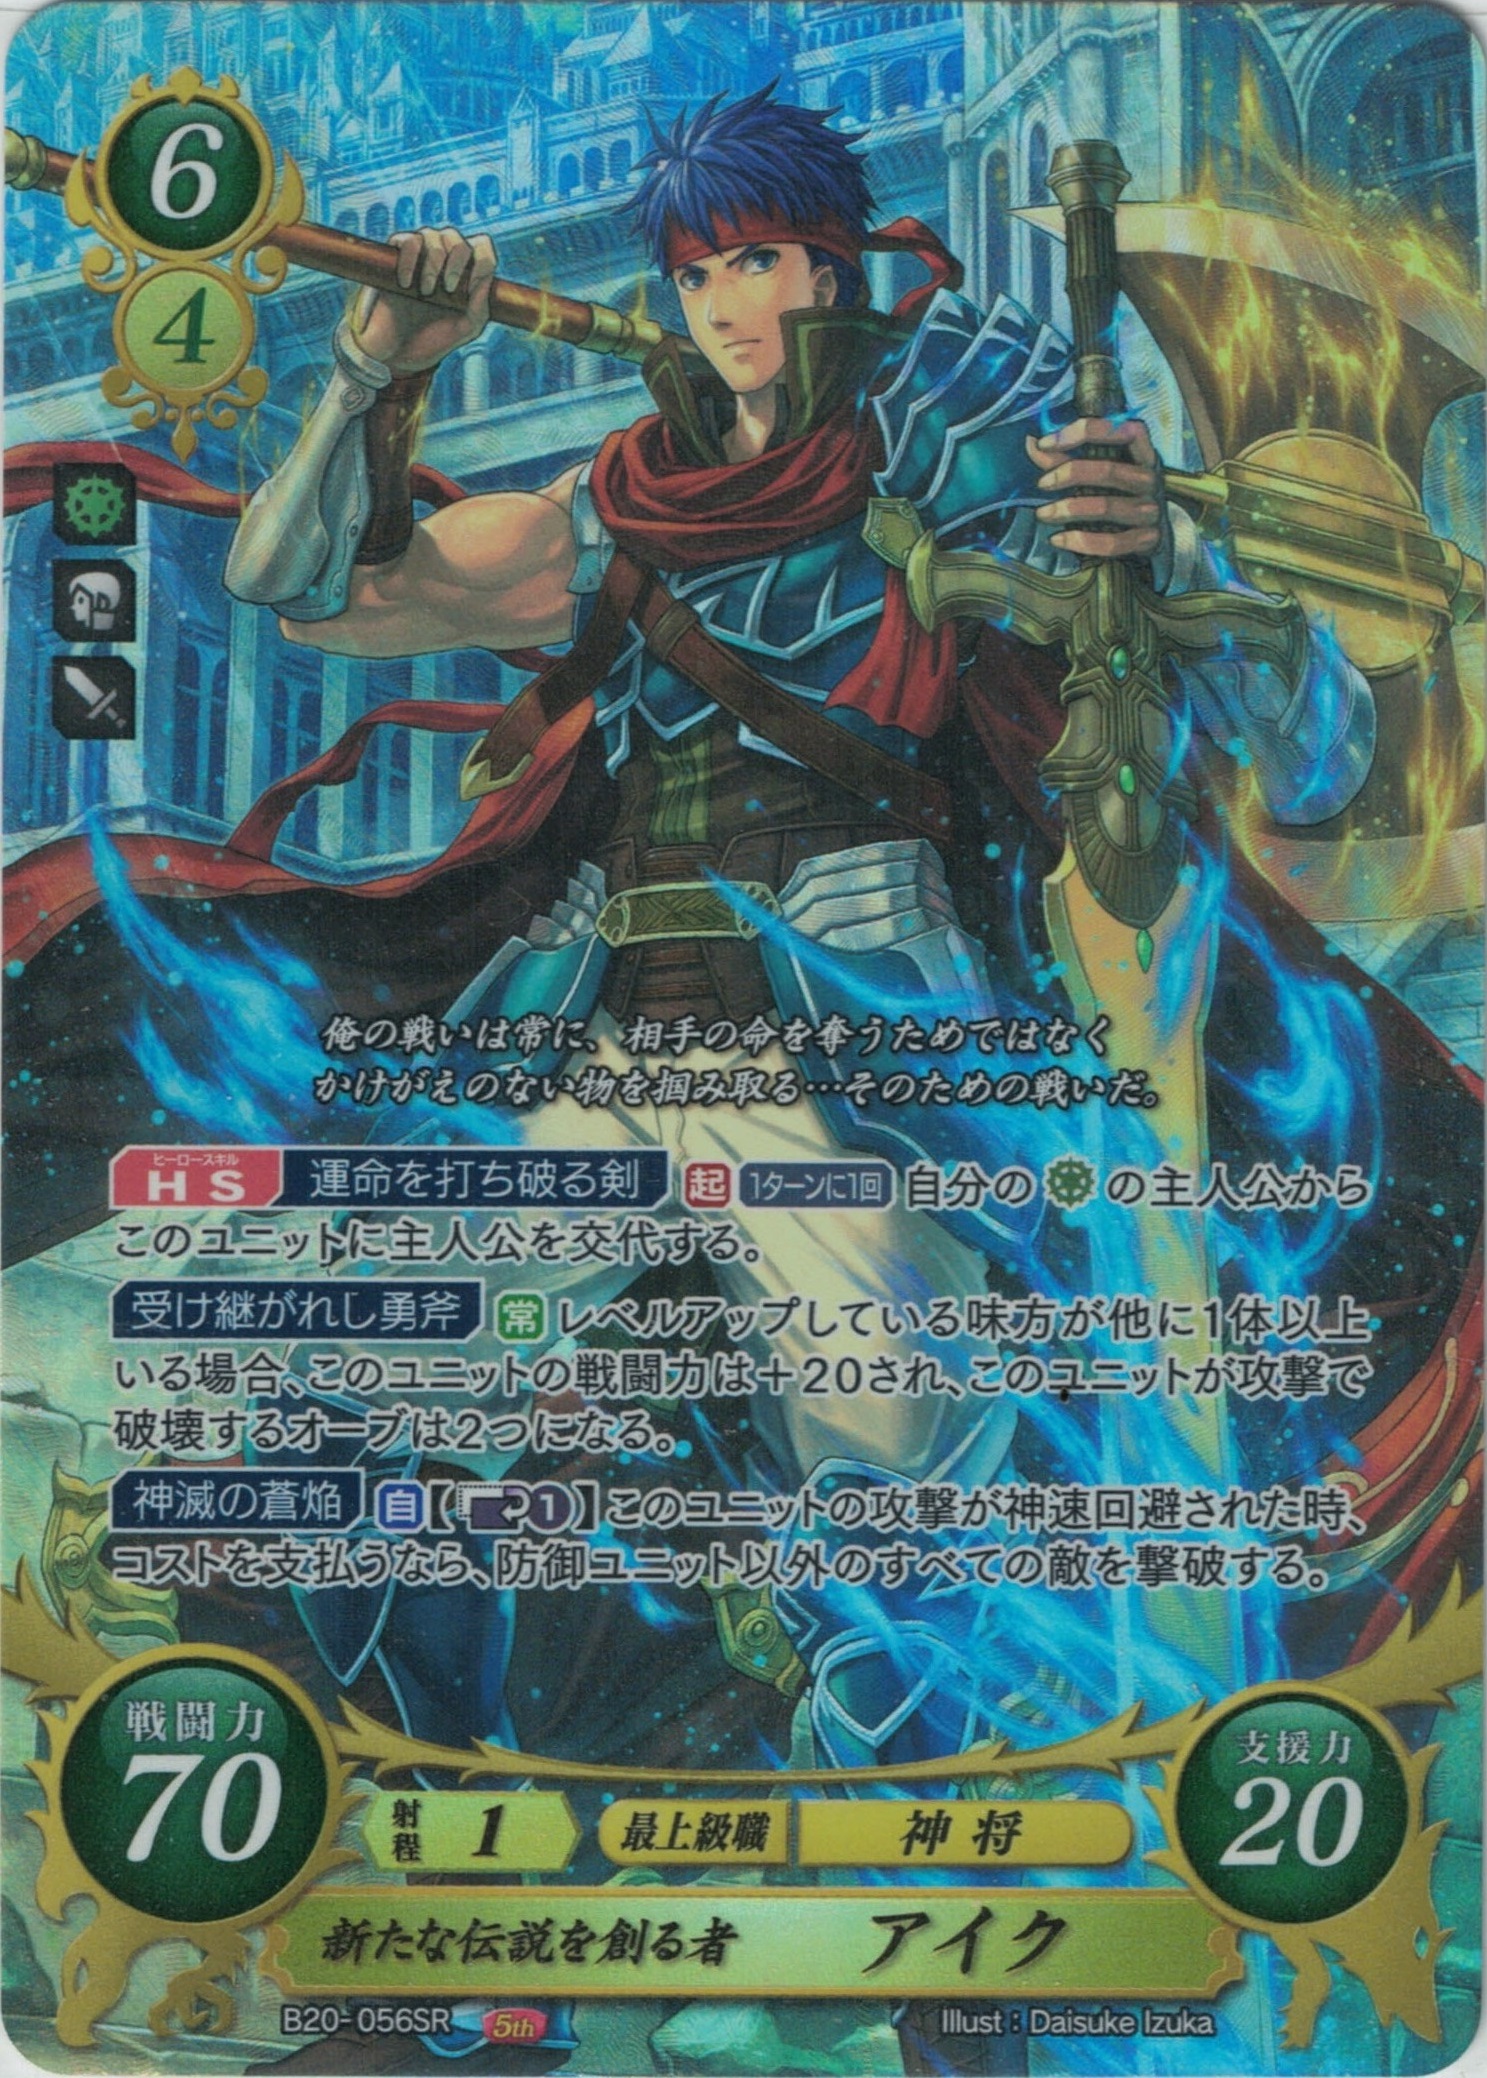 6
4
俺の戦いは常に、相手の命を奪うためではなく
かけがえのない物を掴み取る…そのための戦いだ。
ヒーロースキル
HS 運命を打ち破る剣 起 1ターンに1回 自分の の主人公から
このユニットに主人公を交代する。
受け継がれし勇斧 常 レベルアップしている味方が他に1体以上
いる場合、このユニットの戦闘力は＋20され、このユニットが攻撃で
破壊するオーブは2つになる。
神滅の蒼焔 自【 1】このユニットの攻撃が神速回避された時、
コストを支払うなら、防御ユニット以外のすべての敵を撃破する。
戦闘力
70
射程 1
最上級職 神将
支援力
20
新たな伝説を創る者 アイク
B20-056SR 5th Illust：Daisuke Izuka